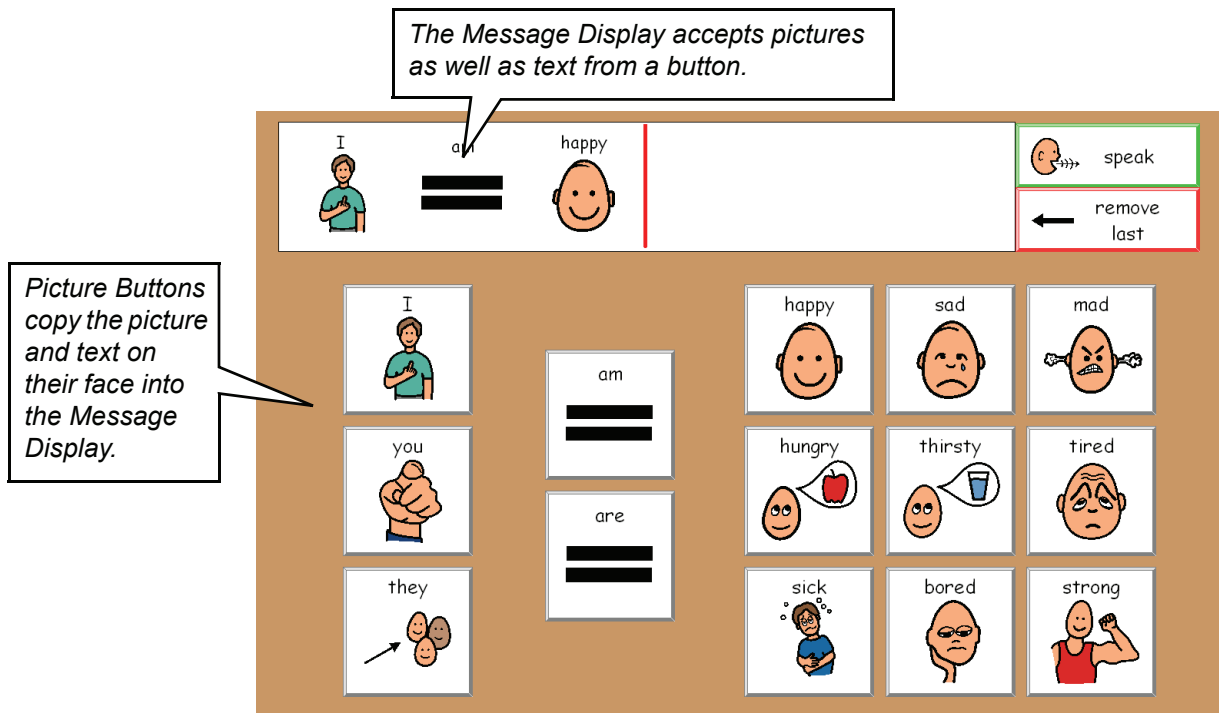 The Message Display accepts pictures
as well as text from a button.
I am happy
speak
remove
last
Picture Buttons
copy the picture
and text on
their face into
the Message
Display.
I
you
they
am
are
happy sad mad
hungry thirsty tired
sick bored strong